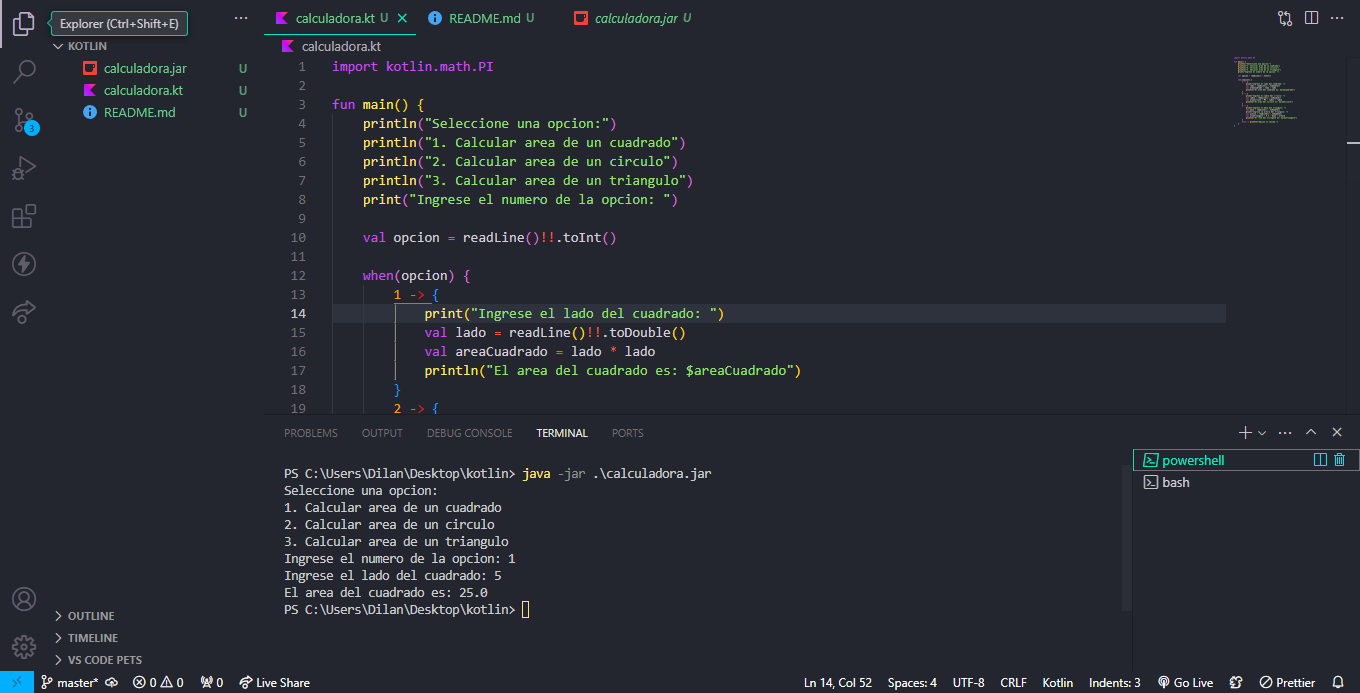 Explorer (Ctrl+Shift+E)
KOTLIN
calculadora.jar U
calculadora.kt U
README.md U
3
OUTLINE
TIMELINE
VS CODE PETS
calculadora.kt U
README.md U
calculadora.jar U
calculadora.kt
1 import kotlin.math.PI
2
3 fun main() {
4 println("Seleccione una opcion:")
5 println("1. Calcular area de un cuadrado")
6 println("2. Calcular area de un circulo")
7 println("3. Calcular area de un triangulo")
8 print("Ingrese el numero de la opcion: ")
9
10 val opcion = readLine()!!.toInt()
11
12 when(opcion) {
13 1 -> {
14 print("Ingrese el lado del cuadrado: ")
15 val lado = readLine()!!.toDouble()
16 val areaCuadrado = lado * lado
17 println("El area del cuadrado es: $areaCuadrado")
18 }
19 2 -> {
PROBLEMS OUTPUT DEBUG CONSOLE TERMINAL PORTS
PS C:\Users\Dilan\Desktop\kotlin> java -jar .\calculadora.jar
Seleccione una opcion:
1. Calcular area de un cuadrado
2. Calcular area de un circulo
3. Calcular area de un triangulo
Ingrese el numero de la opcion: 1
Ingrese el lado del cuadrado: 5
El area del cuadrado es: 25.0
PS C:\Users\Dilan\Desktop\kotlin>
powershell
bash
master* 0 0 0 Live Share Ln 14, Col 52 Spaces: 4 UTF-8 CRLF Kotlin Indents: 3 Go Live Prettier